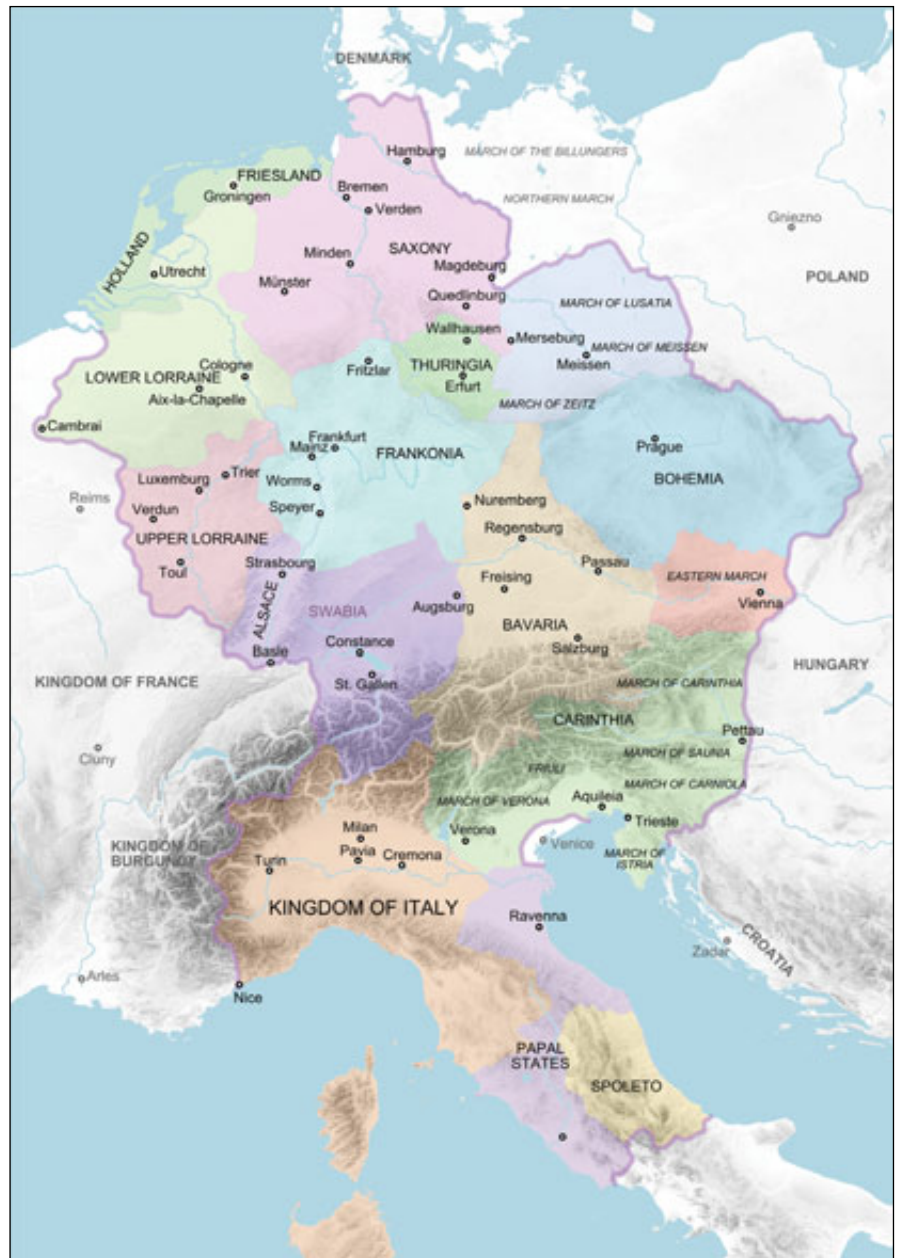 DENMARK
Hamburg
MARCH OF THE BILLUNGERS
FRIESLAND
Groningen
Bremen
Verden
NORTHERN MARCH
Gniezno
HOLLAND
Utrecht
Minden
SAXONY
Magdeburg
POLAND
Münster
Quedlinburg
MARCH OF LUSATIA
Wallhausen
Merseburg
MARCH OF MEISSEN
Meissen
Cologne
LOWER LORRAINE
Aix-la-Chapelle
Fritzlar
THURINGIA
Erfurt
MARCH OF ZEITZ
Cambrai
Frankfurt
Mainz
FRANKONIA
Prague
BOHEMIA
Trier
Luxemburg
Worms
Reims
Verdun
Speyer
Nuremberg
UPPER LORRAINE
Regensburg
Toul
Strasbourg
Passau
EASTERN MARCH
Freising
Vienna
ALSACE
SWABIA
Augsburg
BAVARIA
Constance
Salzburg
Basle
St. Gallen
KINGDOM OF FRANCE
HUNGARY
MARCH OF CARINTHIA
CARINTHIA
Pettau
Cluny
MARCH OF SAUNIA
FRIULI
MARCH OF CARNIOLA
MARCH OF VERONA
Aquileia
Trieste
Milan
Verona
Venice
KINGDOM OF
BURGUNDY
Pavia
Cremona
Turin
MARCH OF
ISTRIA
KINGDOM OF ITALY
Ravenna
CROATIA
Zadar
Arles
Nice
PAPAL
STATES
SPOLETO